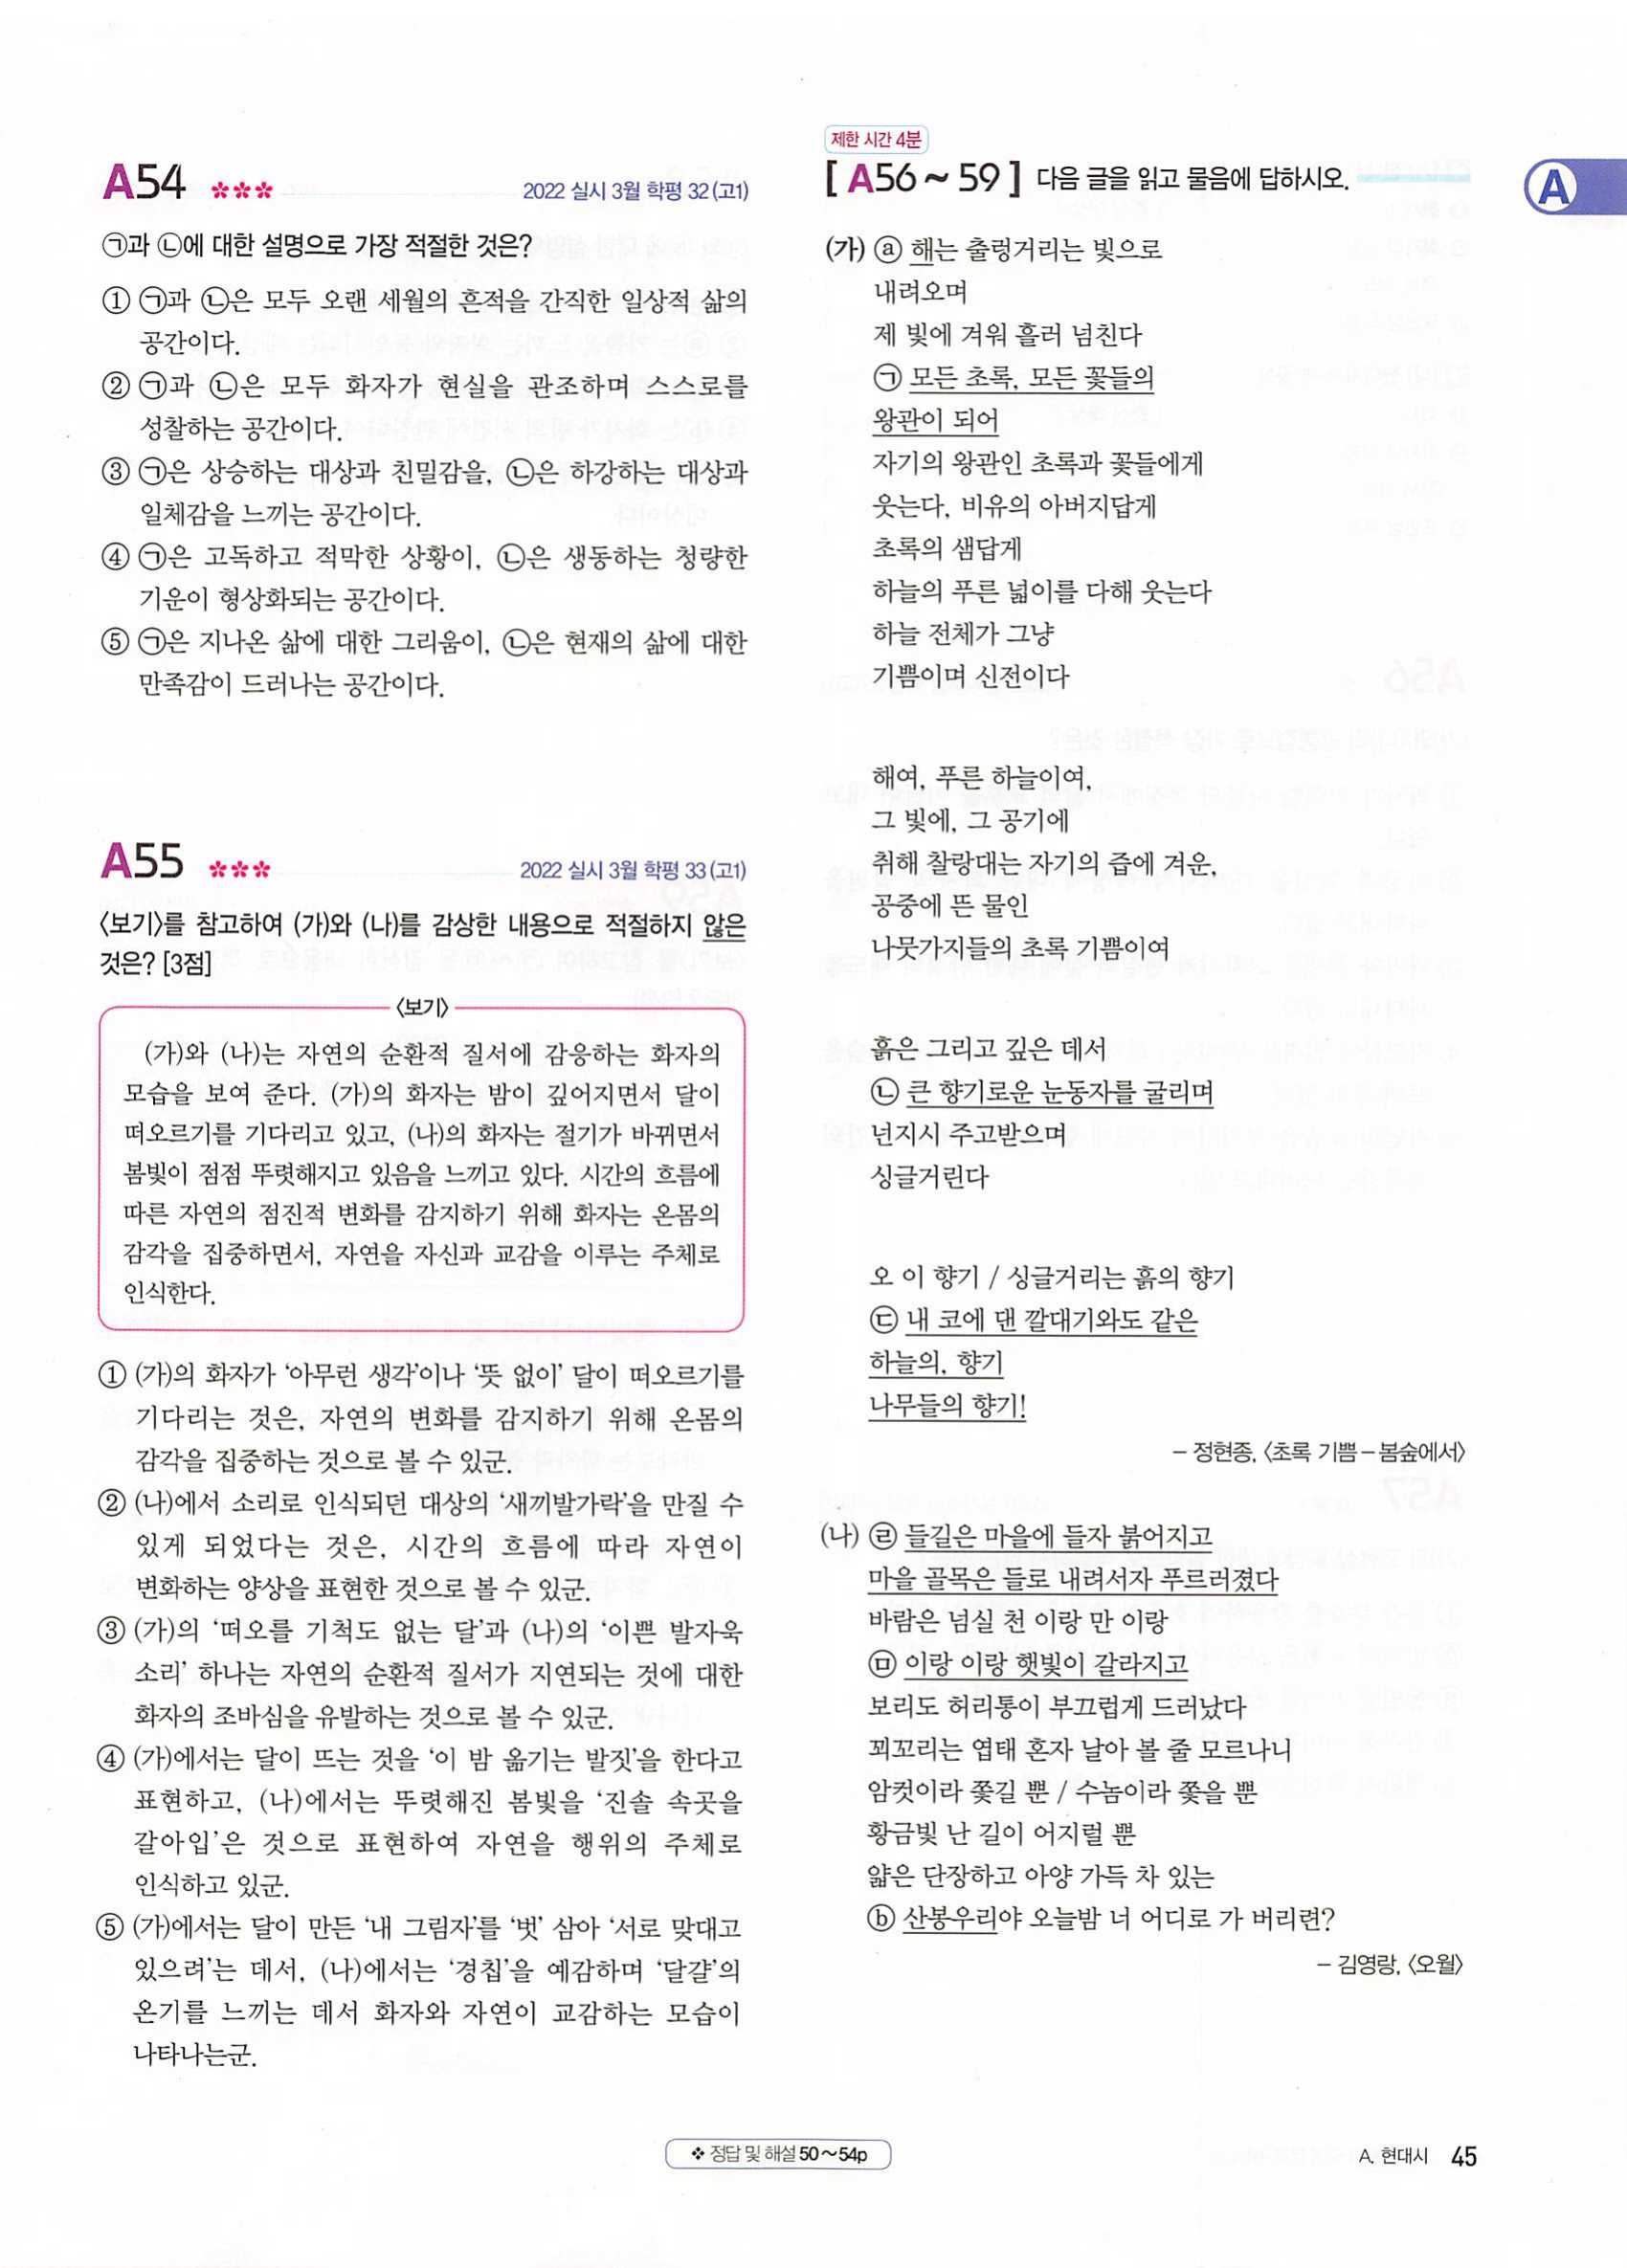 A54 ✽✽✽ 2022 실시 3월 학평 32(고1)
㉠과 ㉡에 대한 설명으로 가장 적절한 것은?
① ㉠과 ㉡은 모두 오랜 세월의 흔적을 간직한 일상적 삶의
공간이다.
② ㉠과 ㉡은 모두 화자가 현실을 관조하며 스스로를
성찰하는 공간이다.
③ ㉠은 상승하는 대상과 친밀감을, ㉡은 하강하는 대상과
일체감을 느끼는 공간이다.
④ ㉠은 고독하고 적막한 상황이, ㉡은 생동하는 청량한
기운이 형상화되는 공간이다.
⑤ ㉠은 지나온 삶에 대한 그리움이, ㉡은 현재의 삶에 대한
만족감이 드러나는 공간이다.
A55 ✽✽✽ 2022 실시 3월 학평 33(고1)
〈보기〉를 참고하여 (가)와 (나)를 감상한 내용으로 적절하지 않은
것은? [3점]
〈보기〉
(가)와 (나)는 자연의 순환적 질서에 감응하는 화자의
모습을 보여 준다. (가)의 화자는 밤이 깊어지면서 달이
떠오르기를 기다리고 있고, (나)의 화자는 절기가 바뀌면서
봄빛이 점점 뚜렷해지고 있음을 느끼고 있다. 시간의 흐름에
따른 자연의 점진적 변화를 감지하기 위해 화자는 온몸의
감각을 집중하면서, 자연을 자신과 교감을 이루는 주체로
인식한다.
① (가)의 화자가 ‘아무런 생각’이나 ‘뜻 없이’ 달이 떠오르기를
기다리는 것은, 자연의 변화를 감지하기 위해 온몸의
감각을 집중하는 것으로 볼 수 있군.
② (나)에서 소리로 인식되던 대상의 ‘새끼발가락’을 만질 수
있게 되었다는 것은, 시간의 흐름에 따라 자연이
변화하는 양상을 표현한 것으로 볼 수 있군.
③ (가)의 ‘떠오를 기척도 없는 달’과 (나)의 ‘이쁜 발자욱
소리’ 하나는 자연의 순환적 질서가 지연되는 것에 대한
화자의 조바심을 유발하는 것으로 볼 수 있군.
④ (가)에서는 달이 뜨는 것을 ‘이 밤 옮기는 발짓’을 한다고
표현하고, (나)에서는 뚜렷해진 봄빛을 ‘진솔 속곳을
갈아입’은 것으로 표현하여 자연을 행위의 주체로
인식하고 있군.
⑤ (가)에서는 달이 만든 ‘내 그림자’를 ‘벗’ 삼아 ‘서로 맞대고
있으려’는 데서, (나)에서는 ‘경칩’을 예감하며 ‘달걀’의
온기를 느끼는 데서 화자와 자연이 교감하는 모습이
나타나는군.
제한 시간 4분
[A56~59] 다음 글을 읽고 물음에 답하시오.
A
(가) ⓐ 해는 출렁거리는 빛으로
내려오며
제 빛에 겨워 흘러 넘친다
㉠ 모든 초록, 모든 꽃들의
왕관이 되어
자기의 왕관인 초록과 꽃들에게
웃는다, 비유의 아버지답게
초록의 샘답게
하늘의 푸른 넓이를 다해 웃는다
하늘 전체가 그냥
기쁨이며 신전이다
해여, 푸른 하늘이여,
그 빛에, 그 공기에
취해 찰랑대는 자기의 즙에 겨운,
공중에 뜬 물인
나뭇가지들의 초록 기쁨이여
흙은 그리고 깊은 데서
㉡ 큰 향기로운 눈동자를 굴리며
넌지시 주고받으며
싱글거린다
오 이 향기 / 싱글거리는 흙의 향기
㉢ 내 코에 댄 깔대기와도 같은
하늘의, 향기
나무들의 향기!
– 정현종, 〈초록 기쁨 – 봄숲에서〉
(나) ㉣ 들길은 마을에 들자 붉어지고
마을 골목은 들로 내려서자 푸르러졌다
바람은 넘실 천 이랑 만 이랑
㉤ 이랑 이랑 햇빛이 갈라지고
보리도 허리통이 부끄럽게 드러났다
꾀꼬리는 엽태 혼자 날아 볼 줄 모르나니
암컷이라 쫓길 뿐 / 수놈이라 쫓을 뿐
황금빛 난 길이 어지럴 뿐
얇은 단장하고 아양 가득 차 있는
ⓑ 산봉우리야 오늘밤 너 어디로 가 버리련?
– 김영랑, 〈오월〉
❖ 정답 및 해설 50~54p
A. 현대시 45